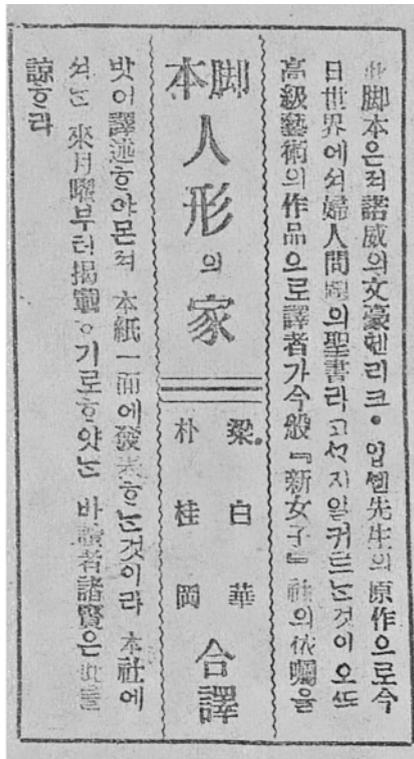 此脚本은져諾威의文豪헨리크・입쎈先生의原作으로今
日世界에셔婦人問題의聖書라고지일커르는것이오또
高級藝術의作品으로譯者가今般『新女子』社의依囑을
脚本
人形의家
梁白華
朴桂岡
合譯
밧어譯述ᄒᆞ야몬져 本紙一面에發表ᄒᆞ는것이라 本社에
셔는 來月曜부터揭載ᄒᆞ기로ᄒᆞ얏는 바讀者諸賢은此를
諒ᄒᆞ라